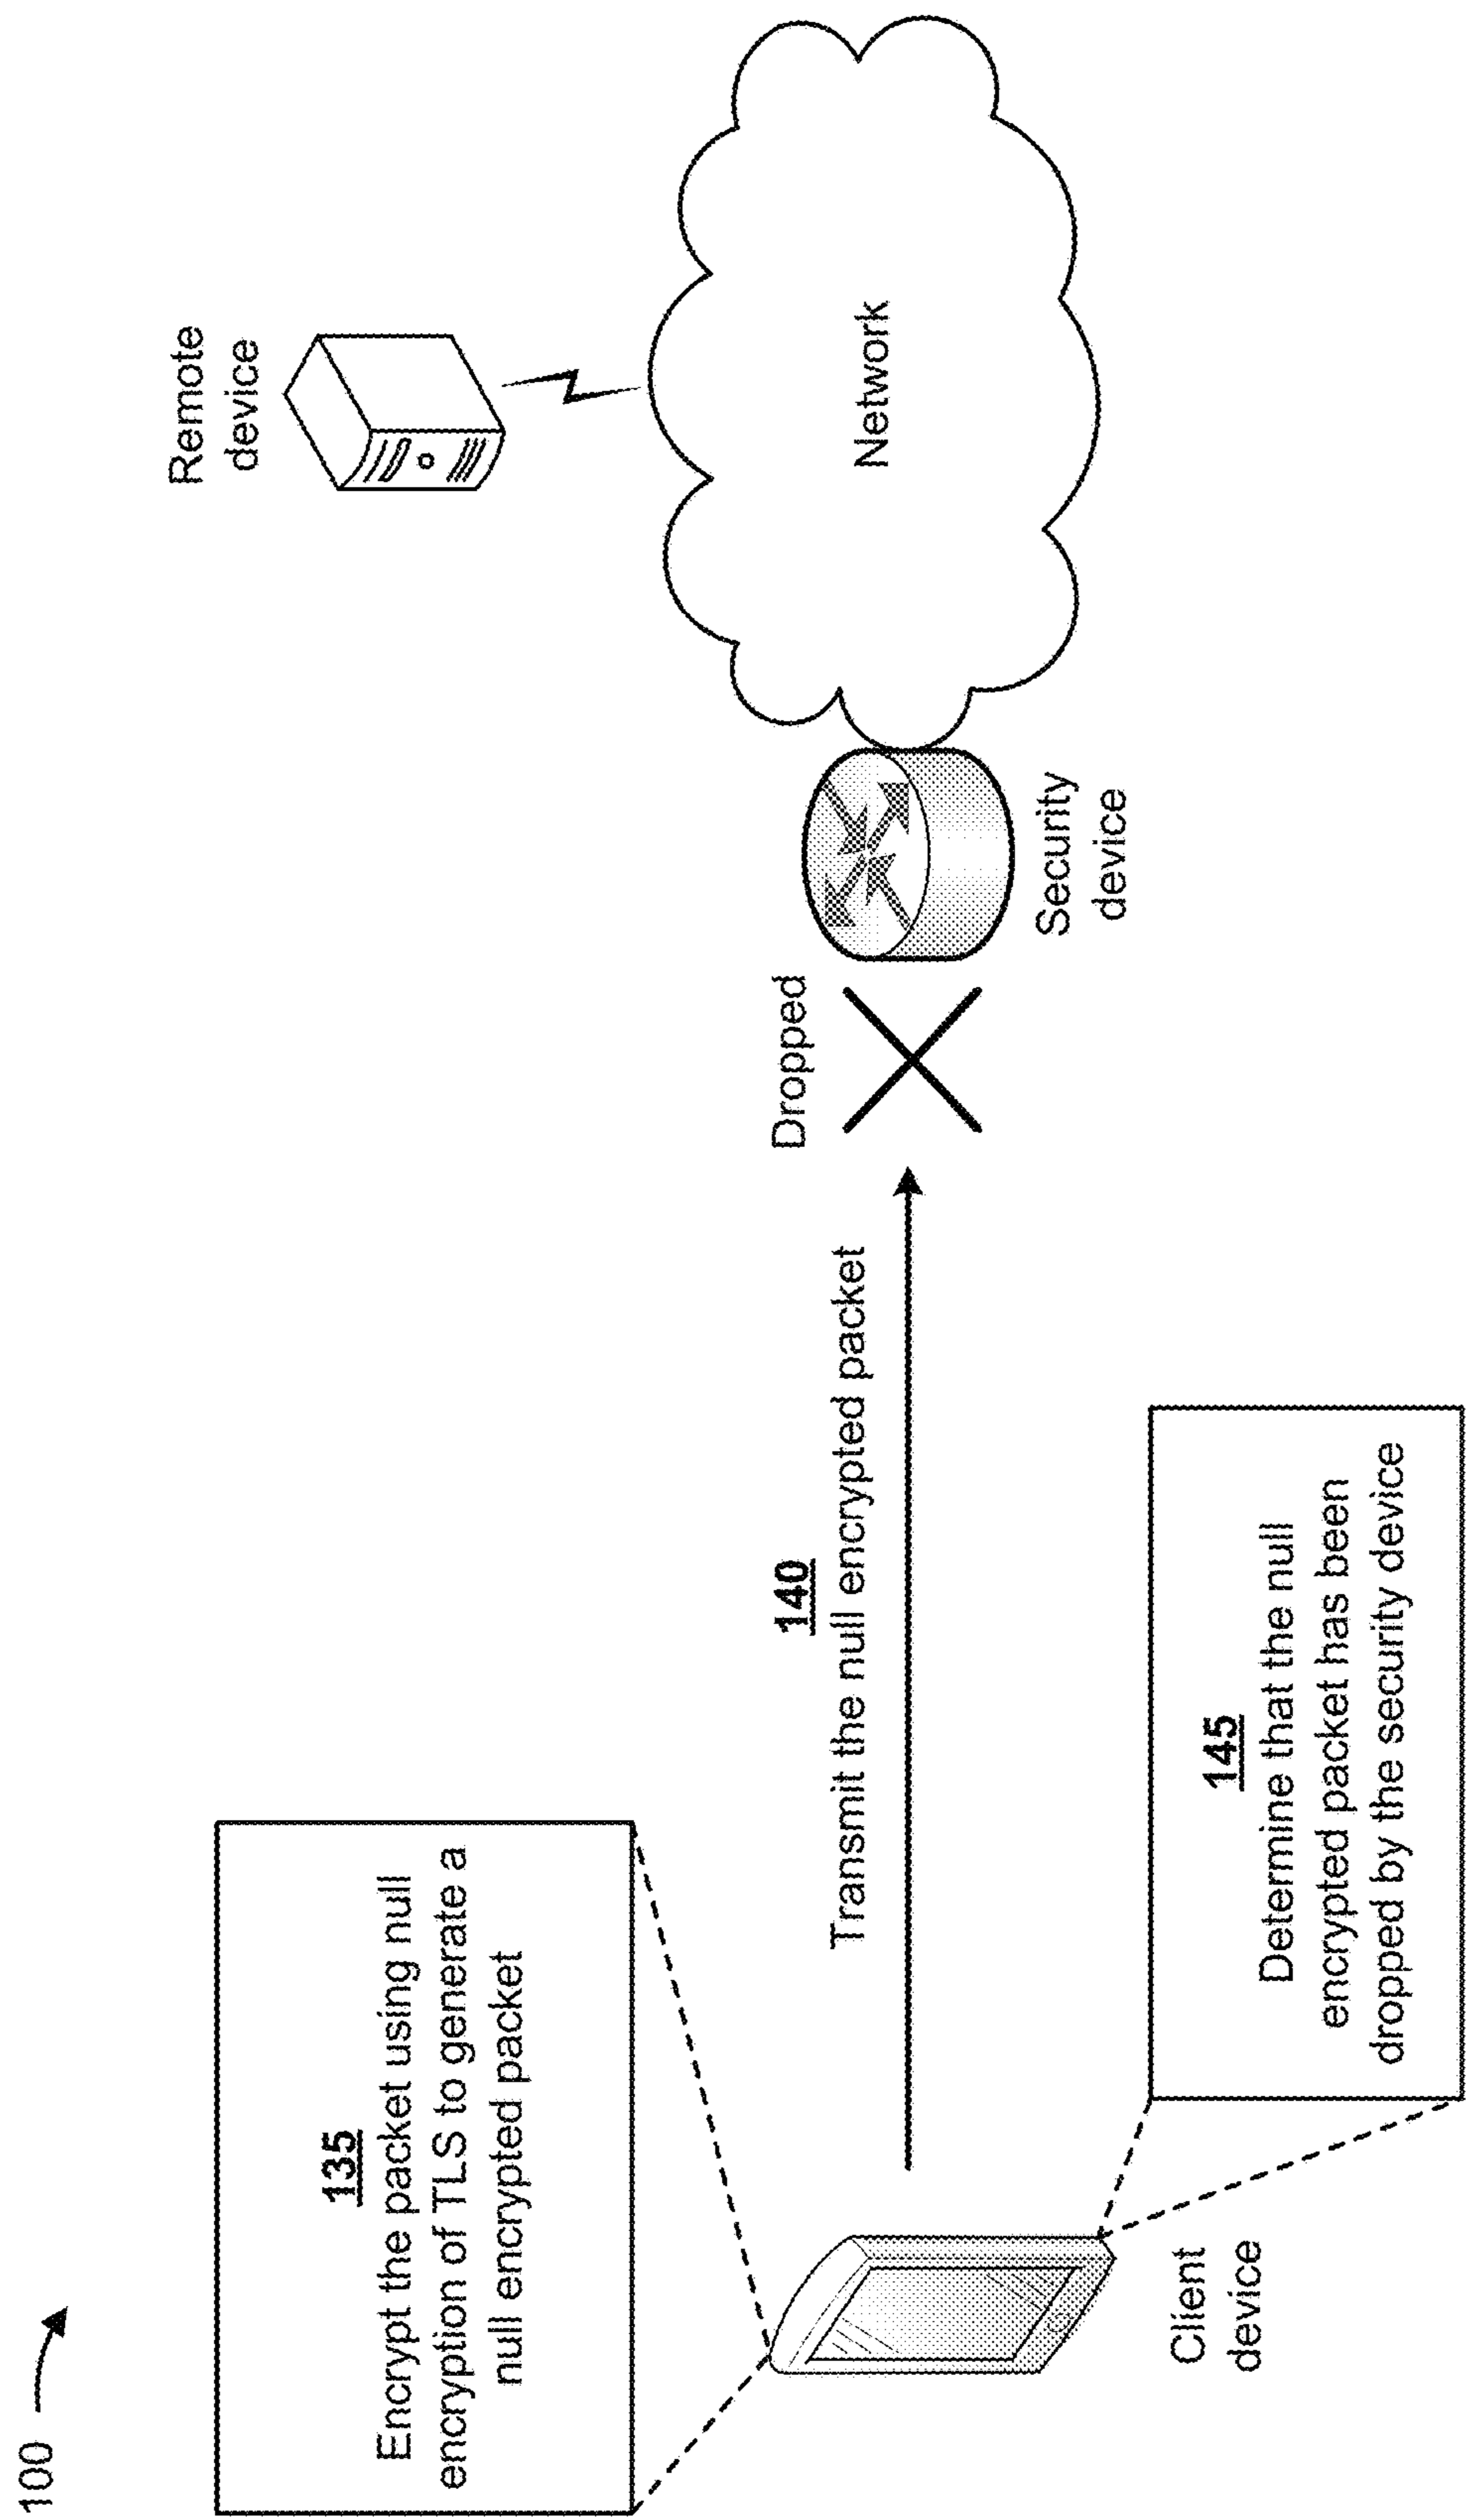 100
135
Encrypt the packet using null
encryption of TLS to generate a
null encrypted packet
140
Transmit the null encrypted packet
Dropped
Remote
device
Network
Security
device
Client
device
145
Determine that the null
encrypted packet has been
dropped by the security device